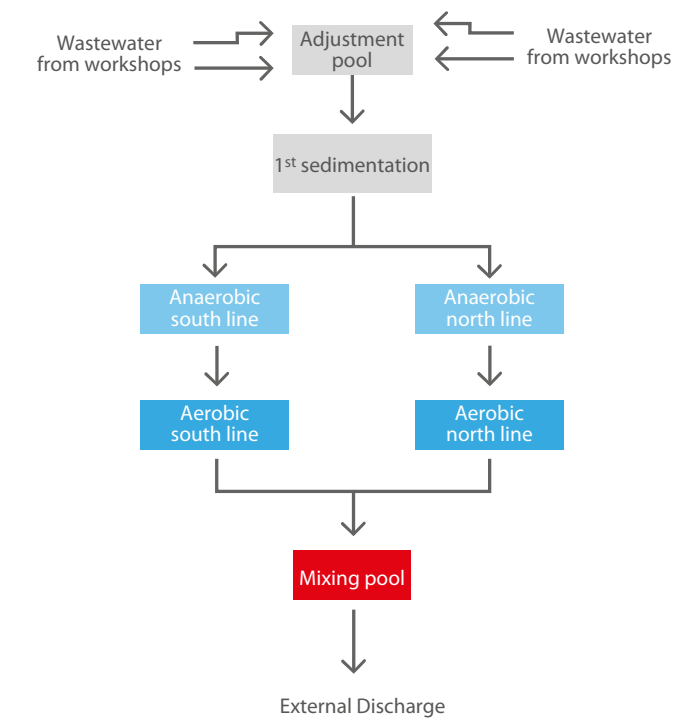 Wastewater
from workshops
Adjustment
pool
Wastewater
from workshops
1st sedimentation
Anaerobic
south line
Anaerobic
north line
Aerobic
south line
Aerobic
north line
Mixing pool
External Discharge